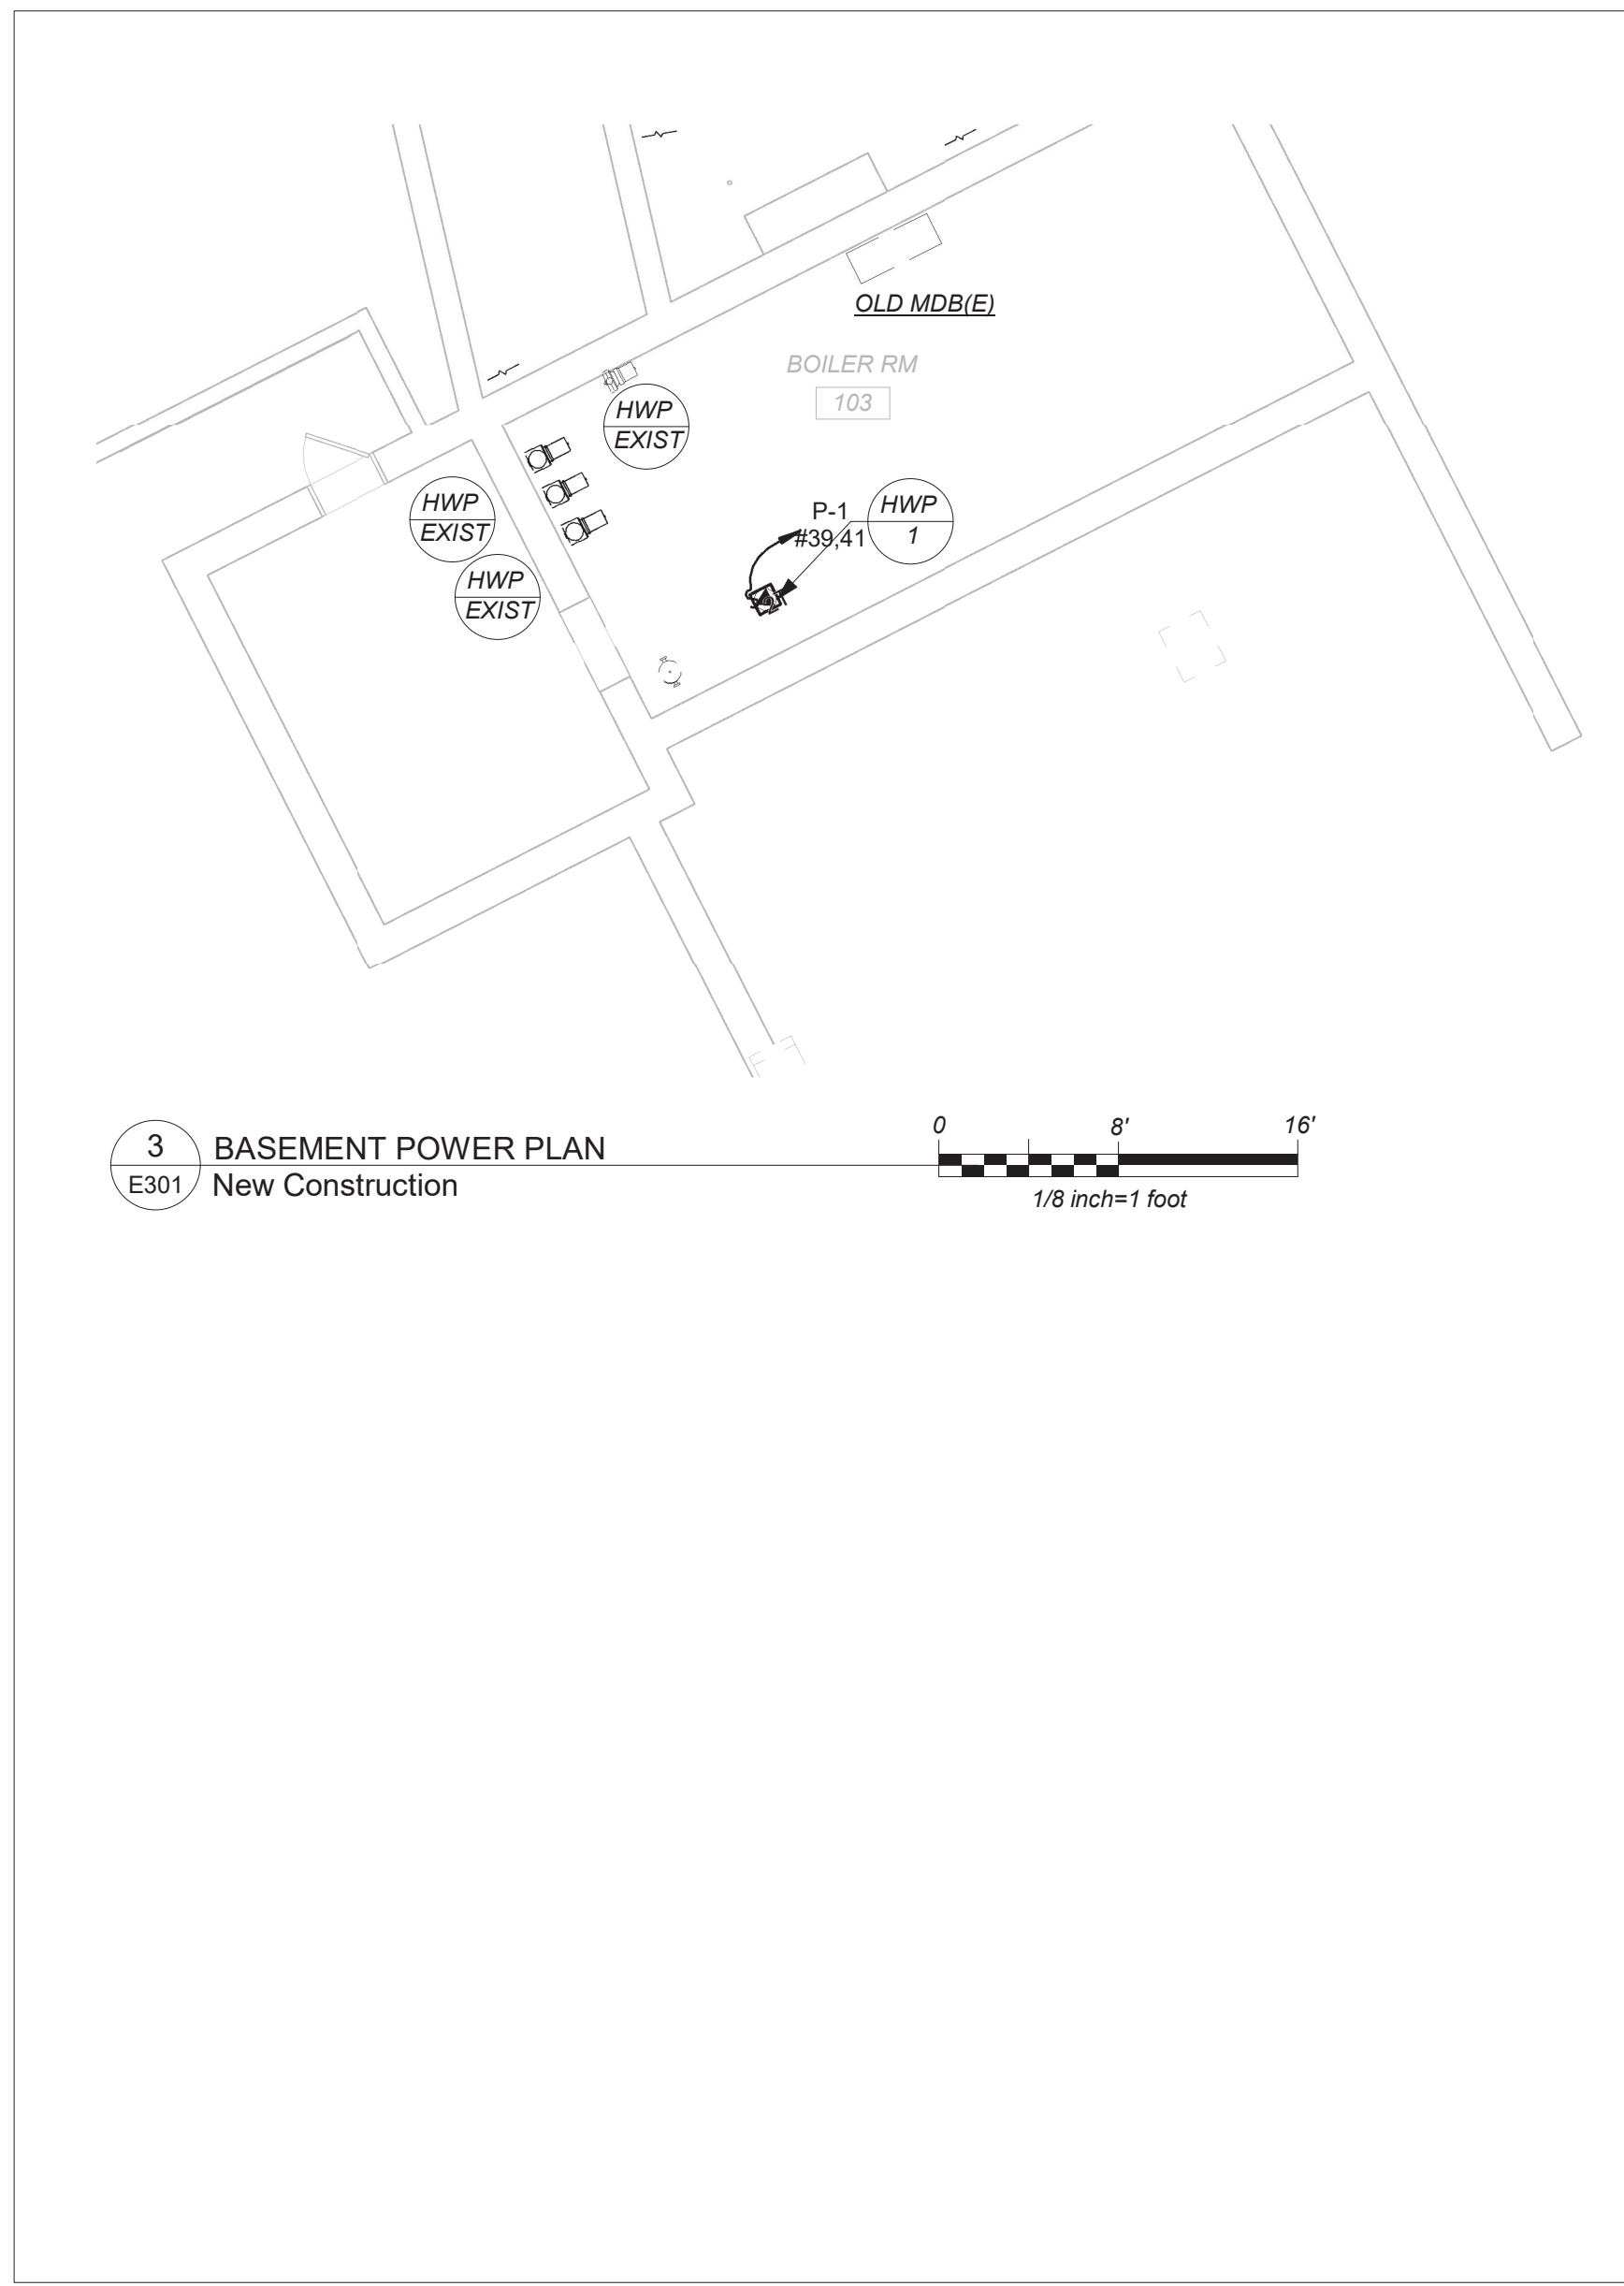 OLD MDB(E)
BOILER RM
103
HWP
EXIST
HWP
EXIST
HWP
EXIST
P-1
#39,41
HWP
1
3
E301
BASEMENT POWER PLAN
New Construction
0
8'
16'
1/8 inch=1 foot